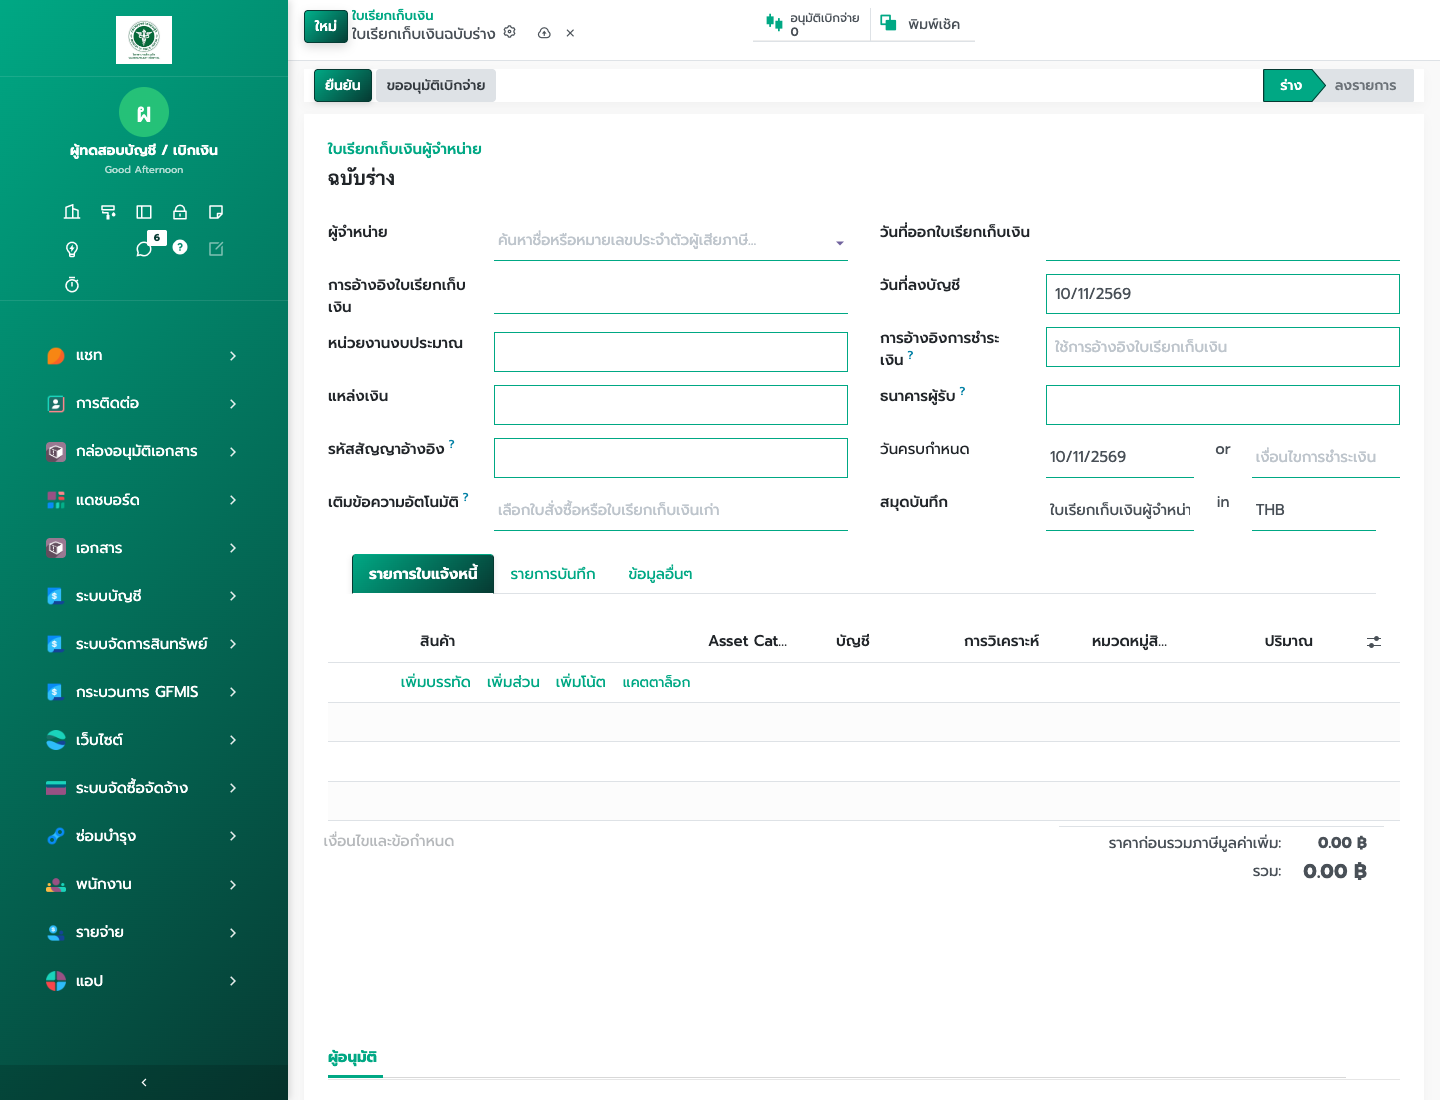 ผ
ผู้ทดสอบบัญชี / เบิกเงิน
Good Afternoon
6
?
แชท
การติดต่อ
กล่องอนุมัติเอกสาร
แดชบอร์ด
เอกสาร
ระบบบัญชี
ระบบจัดการสินทรัพย์
กระบวนการ GFMIS
เว็บไซต์
ระบบจัดซื้อจัดจ้าง
ซ่อมบำรุง
พนักงาน
รายจ่าย
แอป
ใหม่
ใบเรียกเก็บเงิน
ใบเรียกเก็บเงินฉบับร่าง
อนุมัติเบิกจ่าย
0
พิมพ์เช็ค
ยืนยัน ขออนุมัติเบิกจ่าย
ร่าง ลงรายการ
ใบเรียกเก็บเงินผู้จำหน่าย
ฉบับร่าง
ผู้จำหน่าย ค้นหาชื่อหรือหมายเลขประจำตัวผู้เสียภาษี...
การอ้างอิงใบเรียกเก็บ
เงิน
หน่วยงานงบประมาณ
แหล่งเงิน
รหัสสัญญาอ้างอิง ?
เติมข้อความอัตโนมัติ ? เลือกใบสั่งซื้อหรือใบเรียกเก็บเงินเก่า
วันที่ออกใบเรียกเก็บเงิน
วันที่ลงบัญชี 10/11/2569
การอ้างอิงการชำระ
เงิน ? ใช้การอ้างอิงใบเรียกเก็บเงิน
ธนาคารผู้รับ ?
วันครบกำหนด 10/11/2569 or เงื่อนไขการชำระเงิน
สมุดบันทึก ใบเรียกเก็บเงินผู้จำหน่า in THB
รายการใบแจ้งหนี้ รายการบันทึก ข้อมูลอื่นๆ
สินค้า Asset Cat... บัญชี การวิเคราะห์ หมวดหมู่สิ... ปริมาณ
เพิ่มบรรทัด เพิ่มส่วน เพิ่มโน้ต แคตตาล็อก
เงื่อนไขและข้อกำหนด
ราคาก่อนรวมภาษีมูลค่าเพิ่ม: 0.00 ฿
รวม: 0.00 ฿
ผู้อนุมัติ